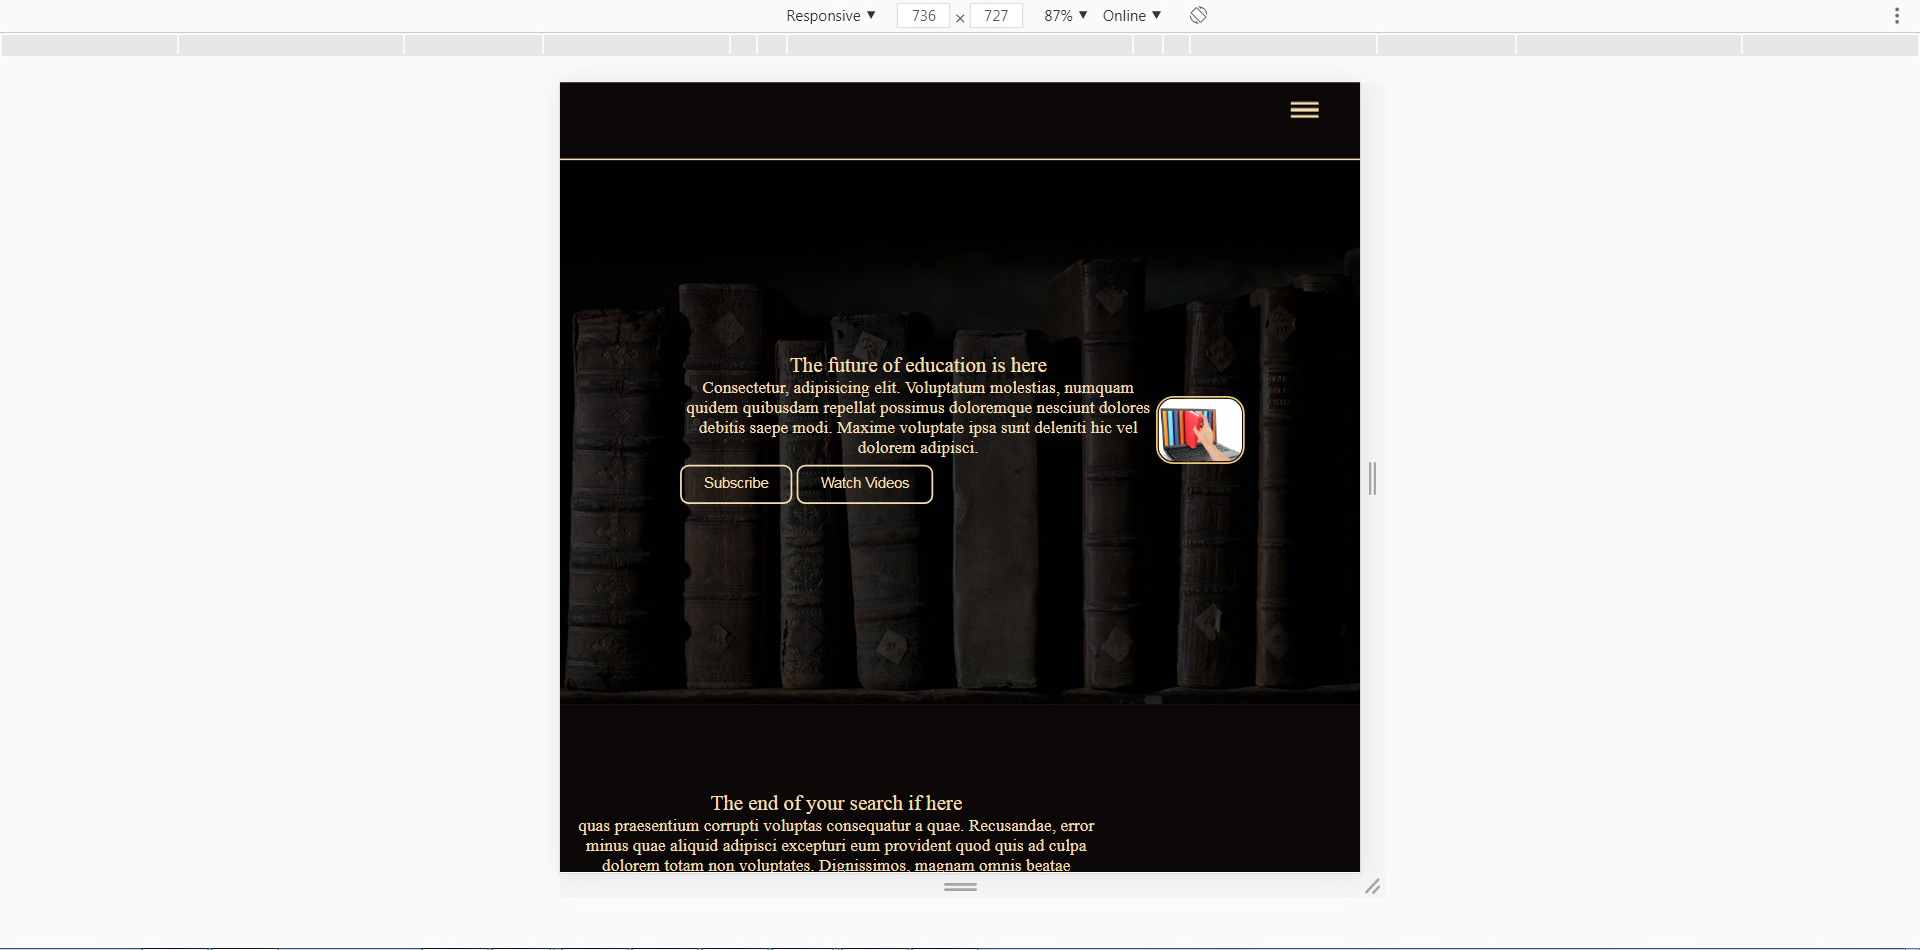 Responsive ▼ 736 × 727 87% ▼ Online ▼
The future of education is here
Consectetur, adipisicing elit. Voluptatum molestias, numquam
quidem quibusdam repellat possimus doloremque nesciunt dolores
debitis saepe modi. Maxime voluptate ipsa sunt deleniti hic vel
dolorem adipisci.
Subscribe Watch Videos
The end of your search if here
quas praesentium corrupti voluptas consequatur a quae. Recusandae, error
minus quae aliquid adipisci excepturi eum provident quod quis ad culpa
dolorem totam non voluptates. Dignissimos, magnam omnis beatae